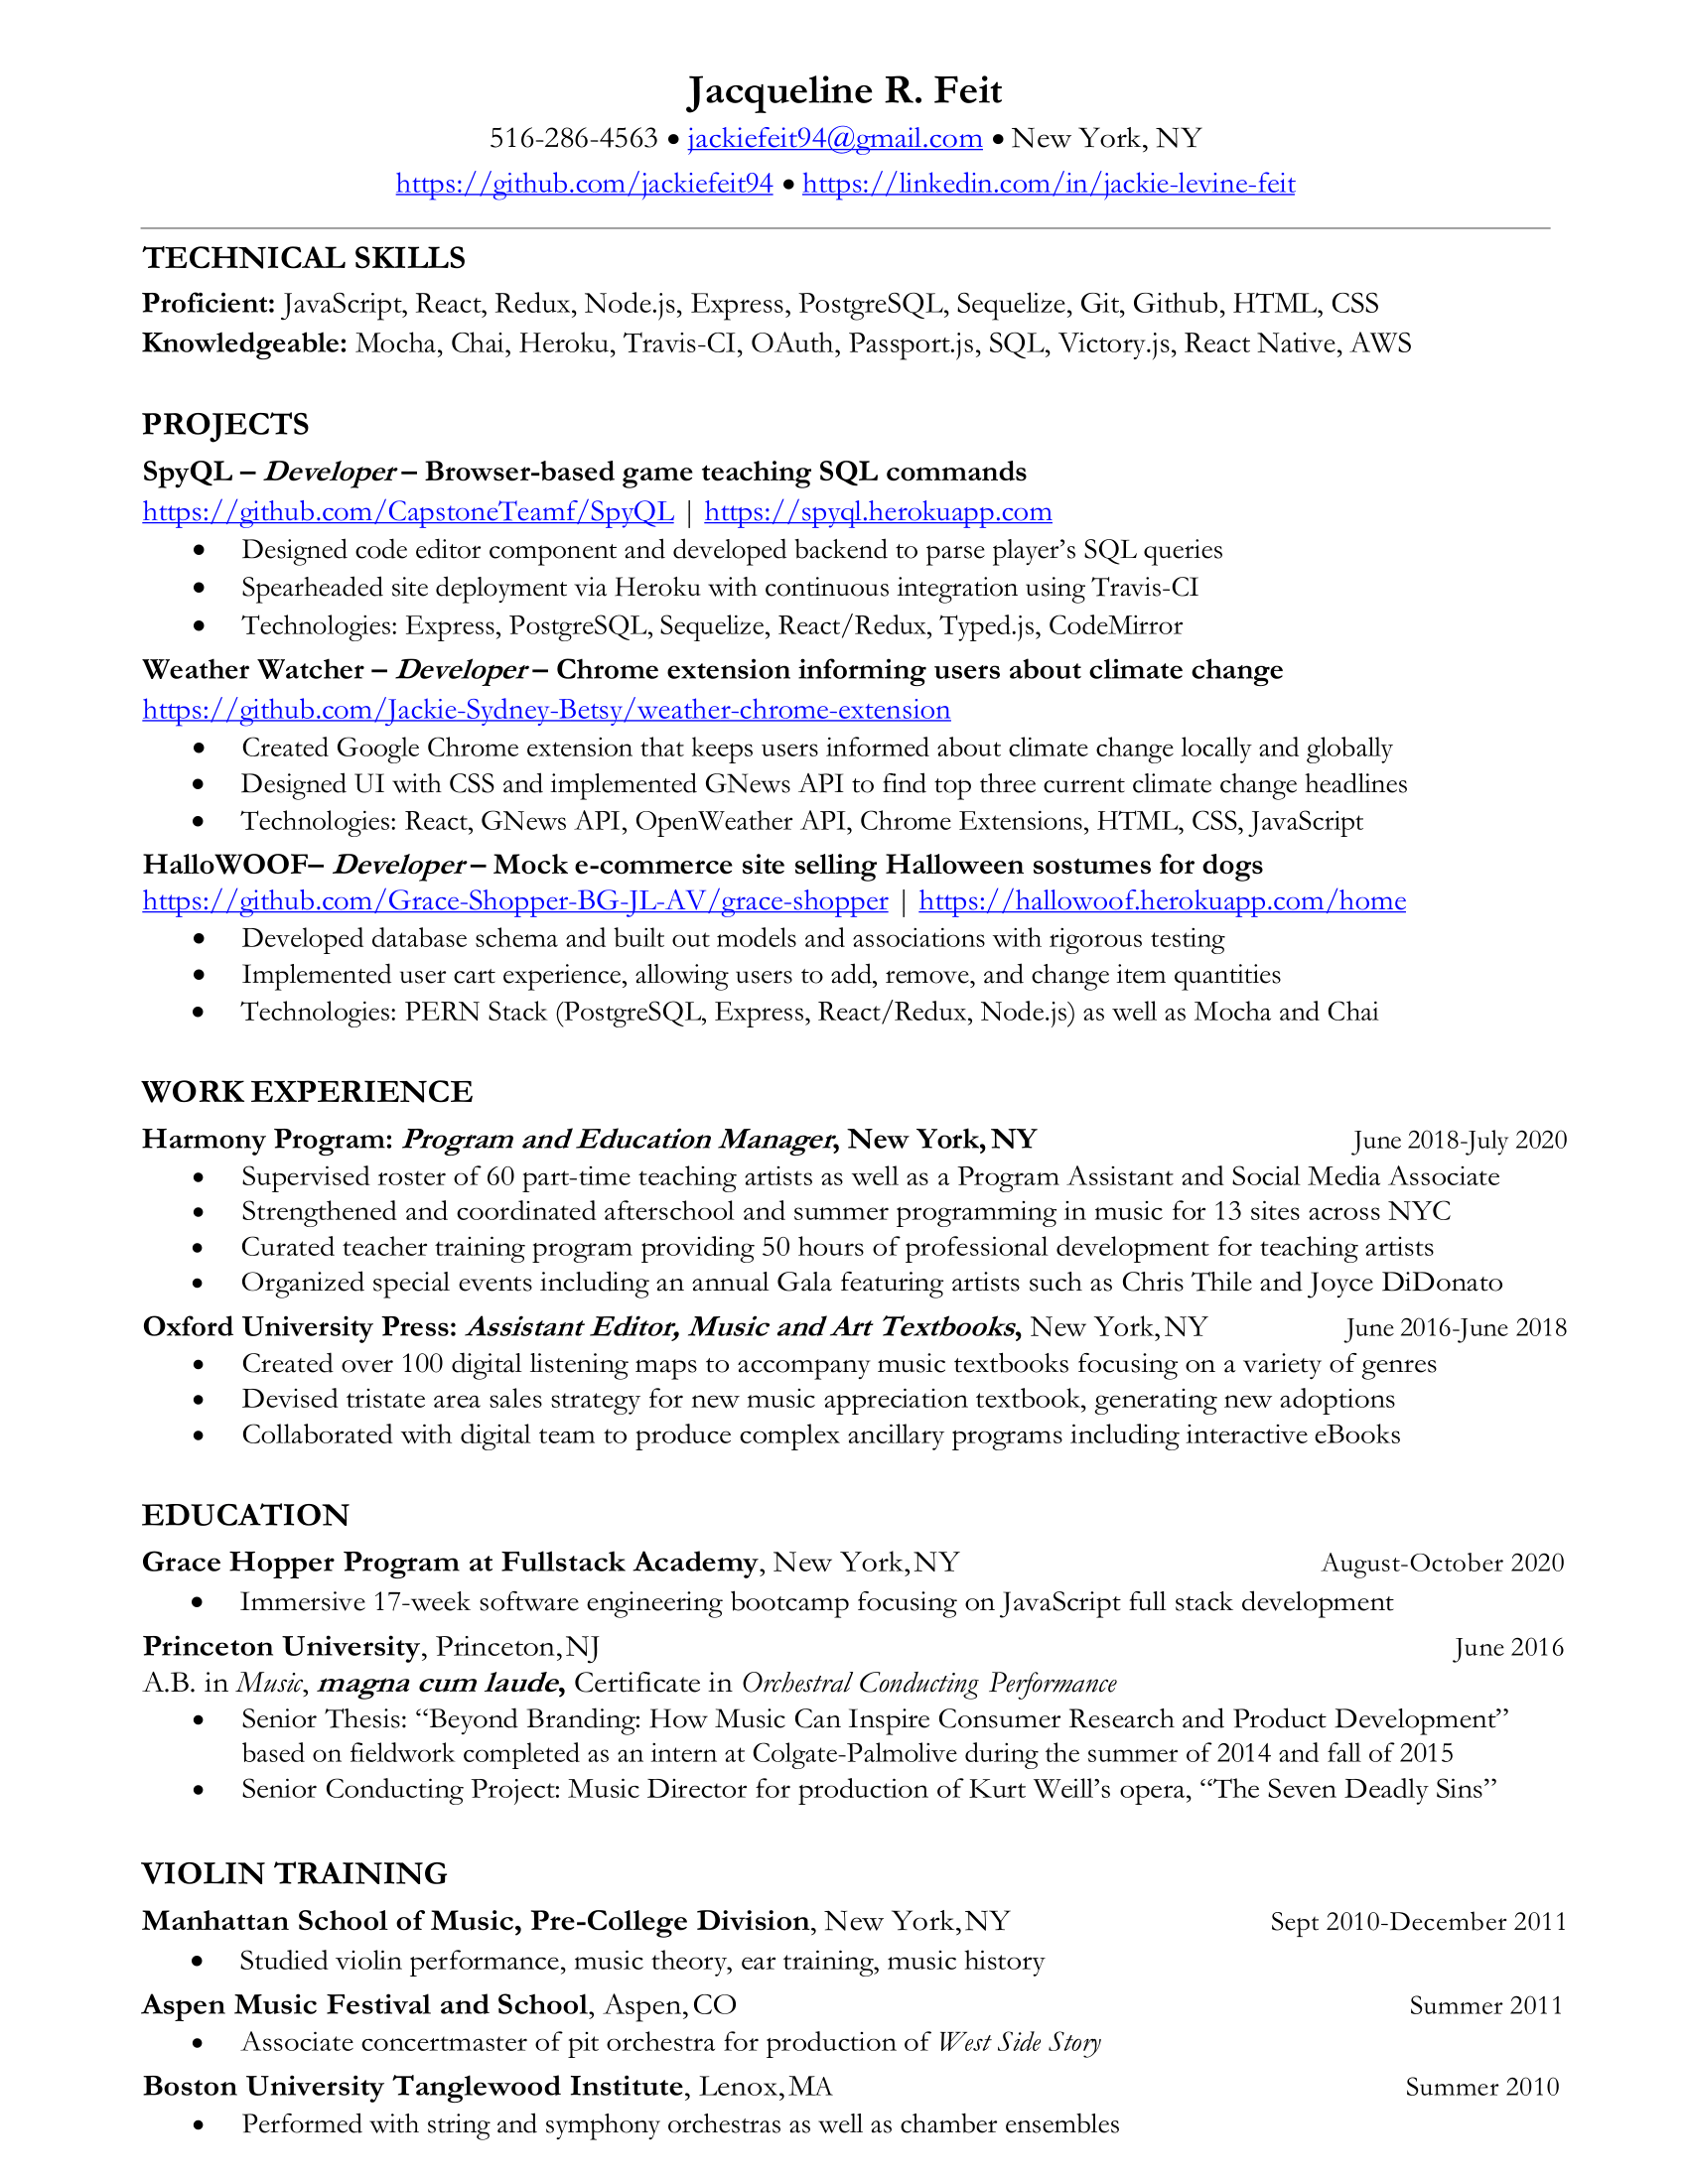 Jacqueline R. Feit
516-286-4563 • jackiefeit94@gmail.com • New York, NY
https://github.com/jackiefeit94 • https://linkedin.com/in/jackie-levine-feit
TECHNICAL SKILLS
Proficient: JavaScript, React, Redux, Node.js, Express, PostgreSQL, Sequelize, Git, Github, HTML, CSS
Knowledgeable: Mocha, Chai, Heroku, Travis-CI, OAuth, Passport.js, SQL, Victory.js, React Native, AWS
PROJECTS
SpyQL – Developer – Browser-based game teaching SQL commands
https://github.com/CapstoneTeamf/SpyQL | https://spyql.herokuapp.com
• Designed code editor component and developed backend to parse player’s SQL queries
• Spearheaded site deployment via Heroku with continuous integration using Travis-CI
• Technologies: Express, PostgreSQL, Sequelize, React/Redux, Typed.js, CodeMirror
Weather Watcher – Developer – Chrome extension informing users about climate change
https://github.com/Jackie-Sydney-Betsy/weather-chrome-extension
• Created Google Chrome extension that keeps users informed about climate change locally and globally
• Designed UI with CSS and implemented GNews API to find top three current climate change headlines
• Technologies: React, GNews API, OpenWeather API, Chrome Extensions, HTML, CSS, JavaScript
HalloWOOF– Developer – Mock e-commerce site selling Halloween sostumes for dogs
https://github.com/Grace-Shopper-BG-JL-AV/grace-shopper | https://hallowoof.herokuapp.com/home
• Developed database schema and built out models and associations with rigorous testing
• Implemented user cart experience, allowing users to add, remove, and change item quantities
• Technologies: PERN Stack (PostgreSQL, Express, React/Redux, Node.js) as well as Mocha and Chai
WORK EXPERIENCE
Harmony Program: Program and Education Manager, New York, NY June 2018-July 2020
• Supervised roster of 60 part-time teaching artists as well as a Program Assistant and Social Media Associate
• Strengthened and coordinated afterschool and summer programming in music for 13 sites across NYC
• Curated teacher training program providing 50 hours of professional development for teaching artists
• Organized special events including an annual Gala featuring artists such as Chris Thile and Joyce DiDonato
Oxford University Press: Assistant Editor, Music and Art Textbooks, New York, NY June 2016-June 2018
• Created over 100 digital listening maps to accompany music textbooks focusing on a variety of genres
• Devised tristate area sales strategy for new music appreciation textbook, generating new adoptions
• Collaborated with digital team to produce complex ancillary programs including interactive eBooks
EDUCATION
Grace Hopper Program at Fullstack Academy, New York, NY August-October 2020
• Immersive 17-week software engineering bootcamp focusing on JavaScript full stack development
Princeton University, Princeton, NJ June 2016
A.B. in Music, magna cum laude, Certificate in Orchestral Conducting Performance
• Senior Thesis: “Beyond Branding: How Music Can Inspire Consumer Research and Product Development”
based on fieldwork completed as an intern at Colgate-Palmolive during the summer of 2014 and fall of 2015
• Senior Conducting Project: Music Director for production of Kurt Weill’s opera, “The Seven Deadly Sins”
VIOLIN TRAINING
Manhattan School of Music, Pre-College Division, New York, NY Sept 2010-December 2011
• Studied violin performance, music theory, ear training, music history
Aspen Music Festival and School, Aspen, CO Summer 2011
• Associate concertmaster of pit orchestra for production of West Side Story
Boston University Tanglewood Institute, Lenox, MA Summer 2010
• Performed with string and symphony orchestras as well as chamber ensembles